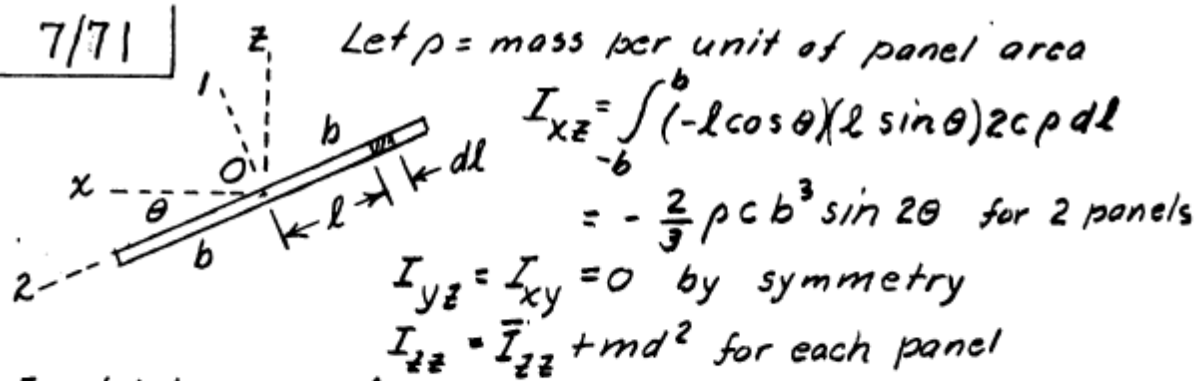 7/71
Let ρ = mass per unit of panel area
z
1
b
O
x
θ
dl
l
b
2
I_xz = ∫_{-b}^{b} (-l cos θ)(l sin θ) 2c ρ dl
= - 2/3 ρ c b³ sin 2θ for 2 panels
I_yz = I_xy = 0 by symmetry
I_zz = Ī_zz + md² for each panel